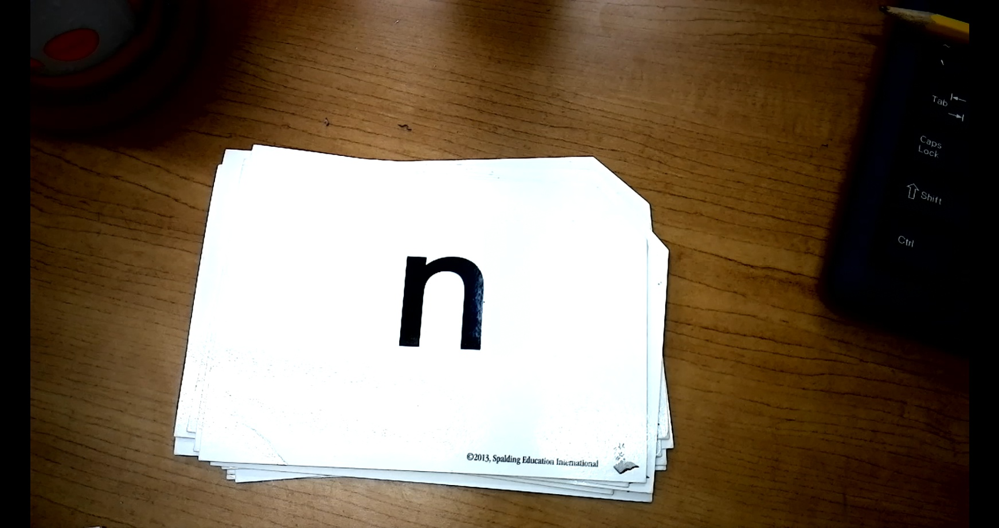 n
©2013, Spalding Education International
~
`
Tab
Caps
Lock
Shift
Ctrl